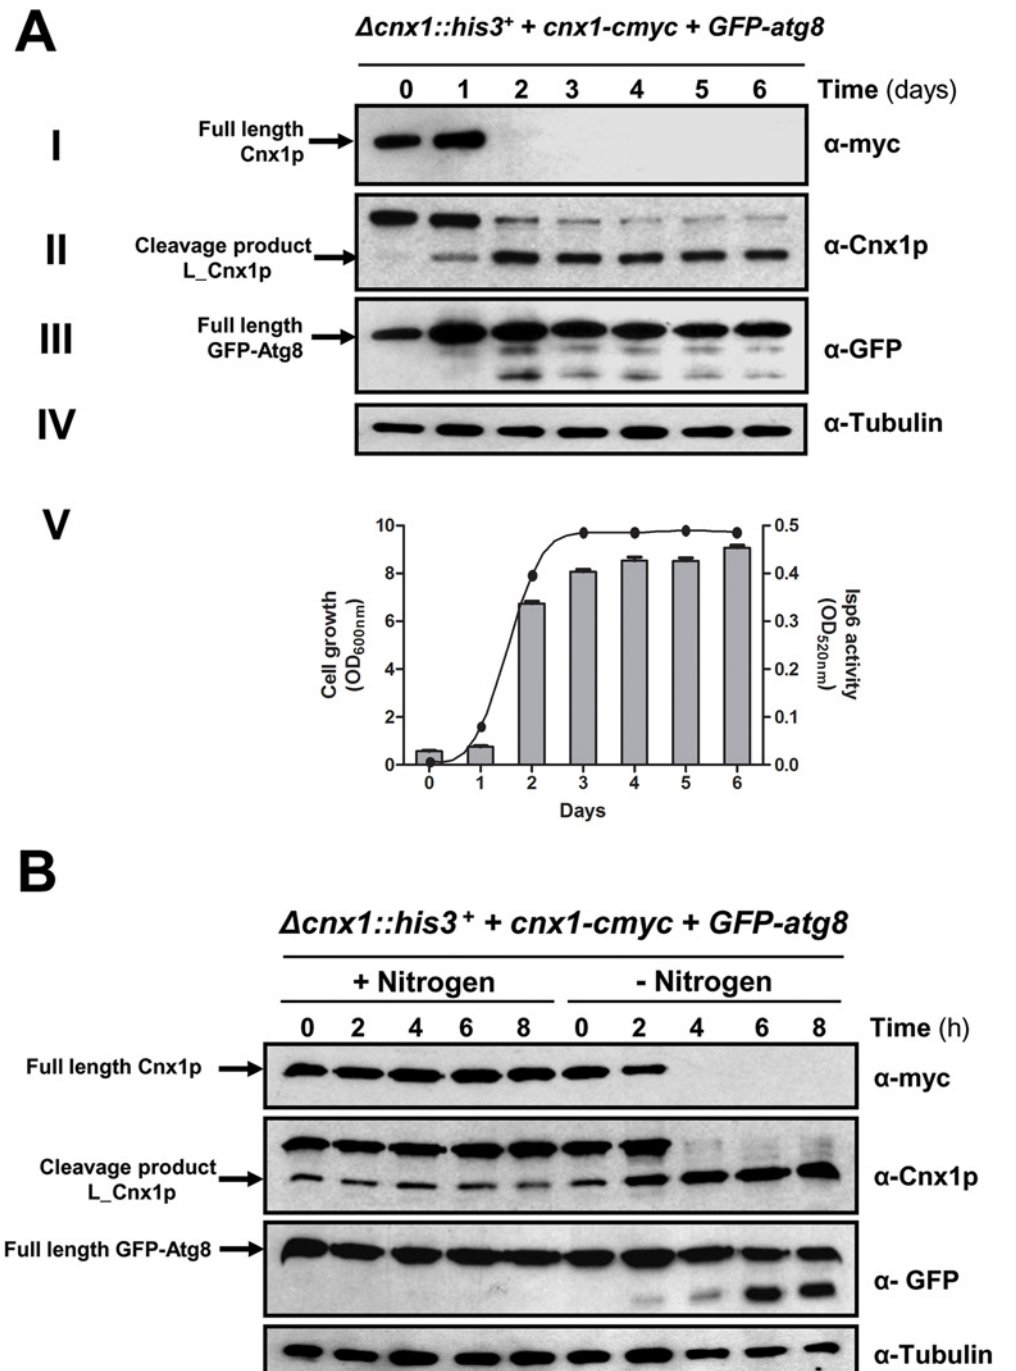 A
Δcnx1::his3⁺ + cnx1-cmyc + GFP-atg8
0 1 2 3 4 5 6 Time (days)
I
Full length
Cnx1p
α-myc
II
Cleavage product
L_Cnx1p
α-Cnx1p
III
Full length
GFP-Atg8
α-GFP
IV
α-Tubulin
V
Cell growth
(OD600nm)
10
8
6
4
2
0
0.5
0.4
0.3
0.2
0.1
0.0
Isp6 activity
(OD520nm)
0 1 2 3 4 5 6
Days
B
Δcnx1::his3⁺ + cnx1-cmyc + GFP-atg8
+ Nitrogen - Nitrogen
0 2 4 6 8 0 2 4 6 8 Time (h)
Full length Cnx1p
α-myc
Cleavage product
L_Cnx1p
α-Cnx1p
Full length GFP-Atg8
α- GFP
α-Tubulin